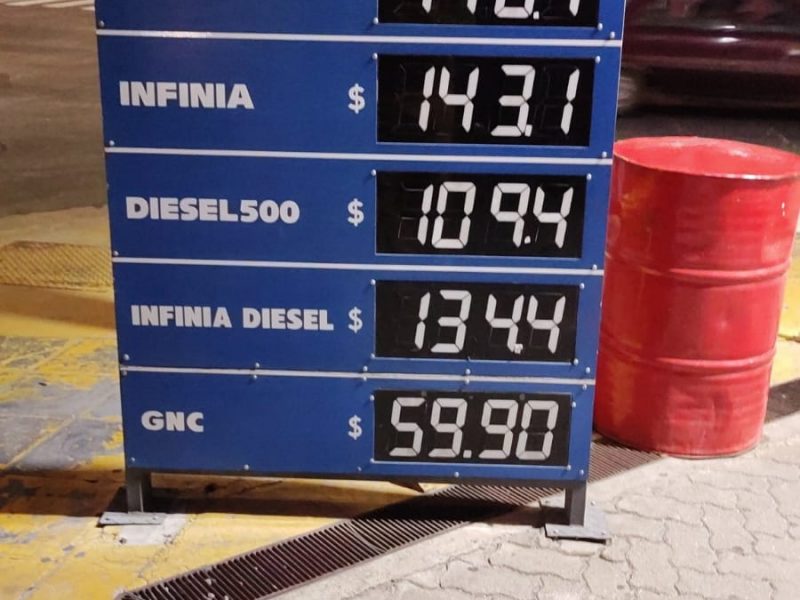 INFINIA $ 143.1
DIESEL500 $ 109.4
INFINIA DIESEL $ 134.4
GNC $ 59.90